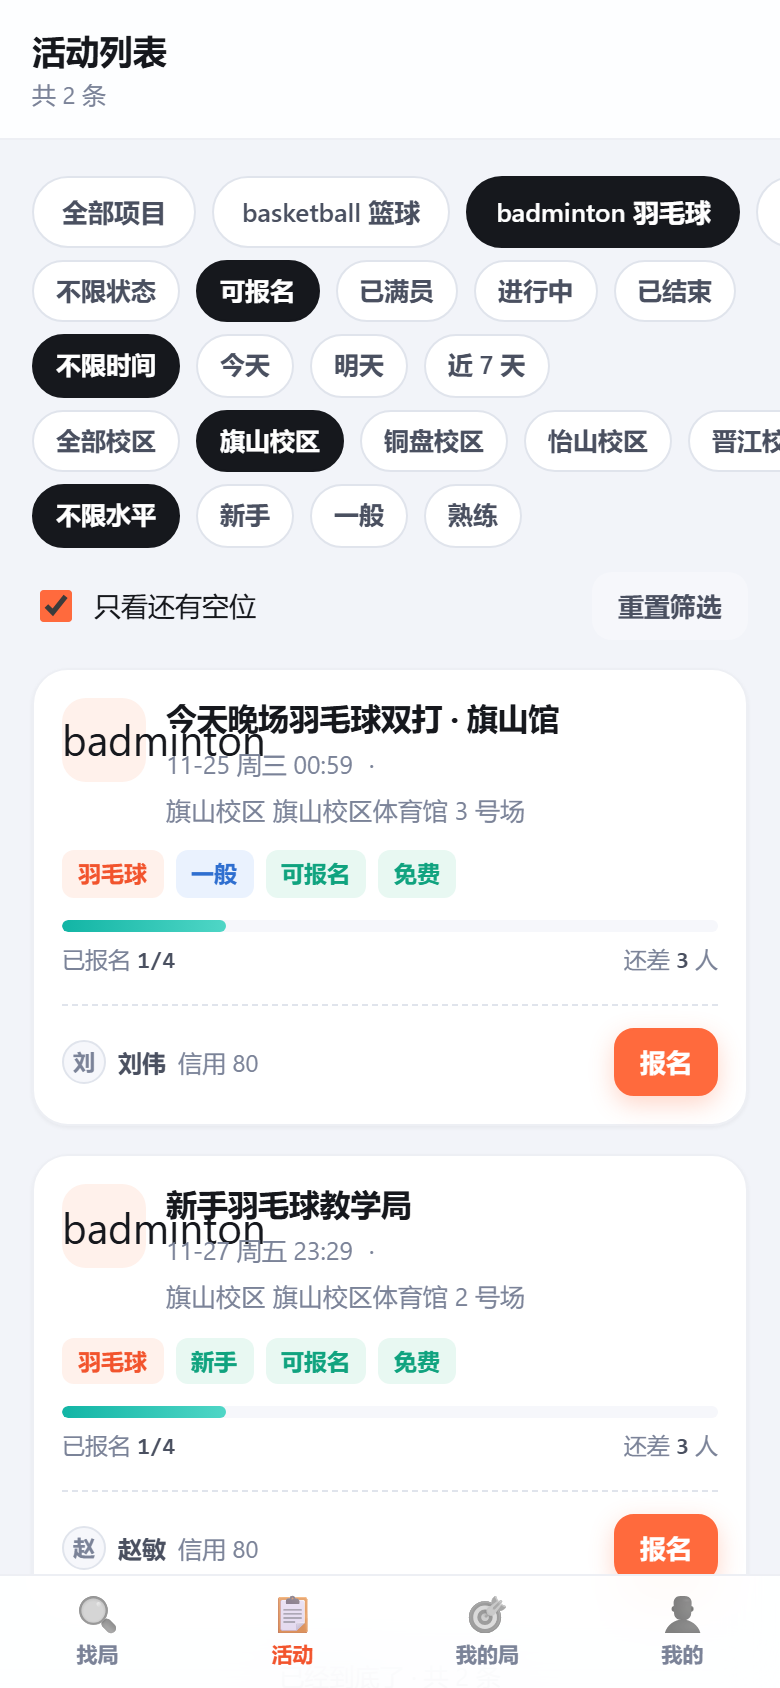 活动列表
共 2 条
全部项目 basketball 篮球 badminton 羽毛球
不限状态 可报名 已满员 进行中 已结束
不限时间 今天 明天 近 7 天
全部校区 旗山校区 铜盘校区 怡山校区 晋江校
不限水平 新手 一般 熟练
只看还有空位 重置筛选
badminton 今天晚场羽毛球双打 · 旗山馆
11-25 周三 00:59 ·
旗山校区 旗山校区体育馆 3 号场
羽毛球 一般 可报名 免费
已报名 1/4 还差 3 人
刘 刘伟 信用 80 报名
badminton 新手羽毛球教学局
11-27 周五 23:29 ·
旗山校区 旗山校区体育馆 2 号场
羽毛球 新手 可报名 免费
已报名 1/4 还差 3 人
赵 赵敏 信用 80 报名
找局 活动 我的局 我的